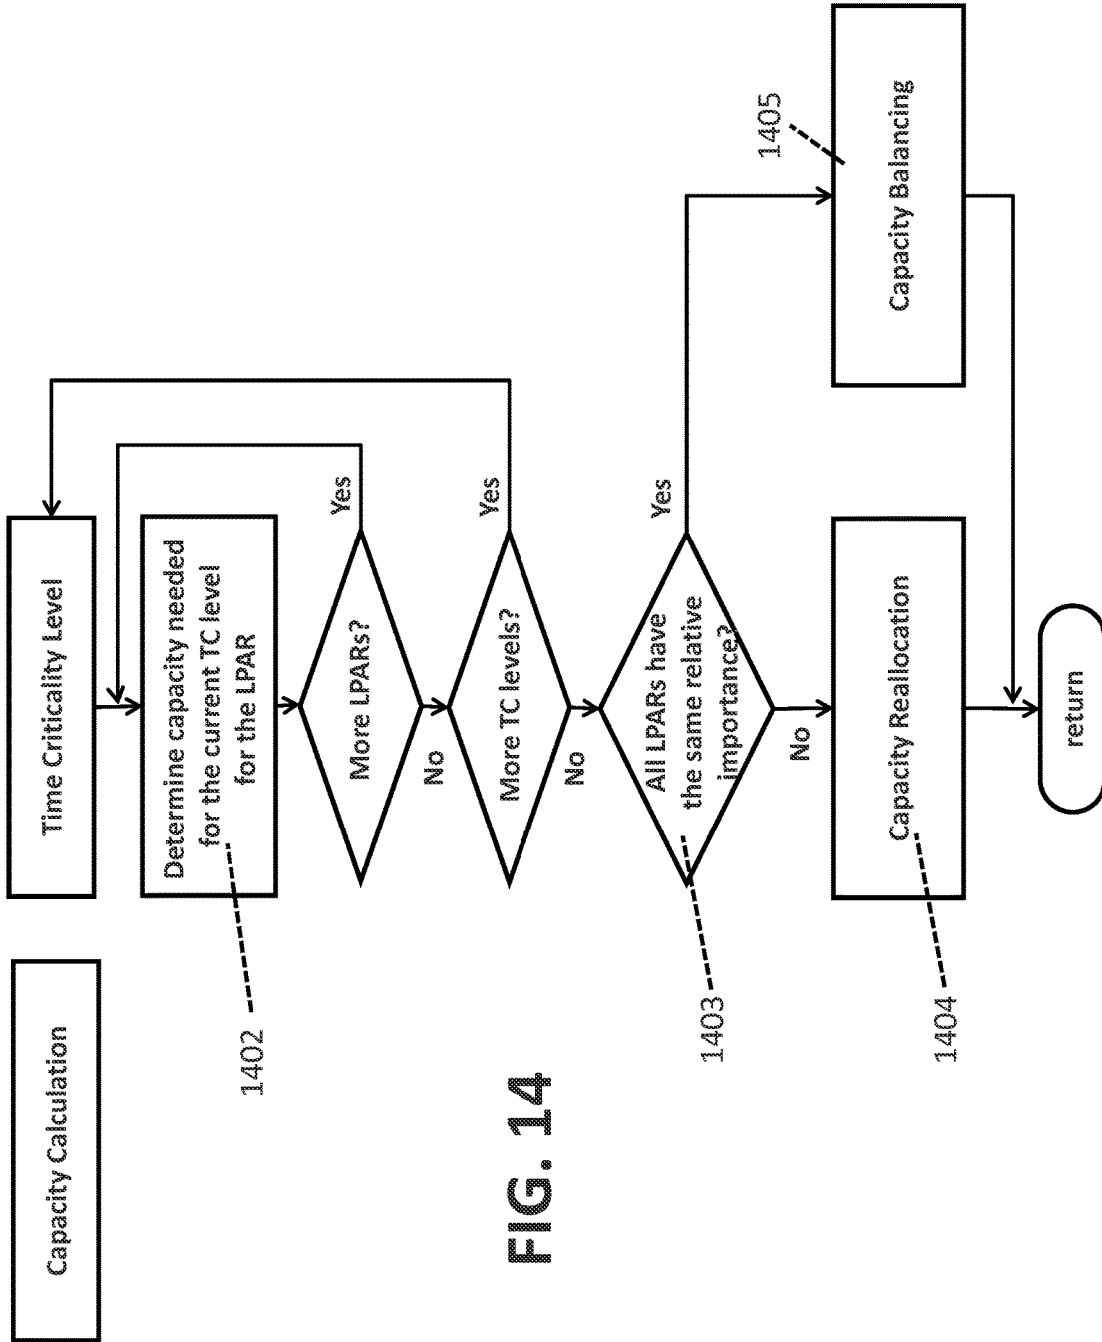 Capacity Calculation
Time Criticality Level
Determine capacity needed
for the current TC level
for the LPAR
1402
More LPARs?
Yes
No
More TC levels?
Yes
No
All LPARs have
the same relative
importance?
1403
Yes
No
Capacity Reallocation
1404
Capacity Balancing
1405
return
FIG. 14